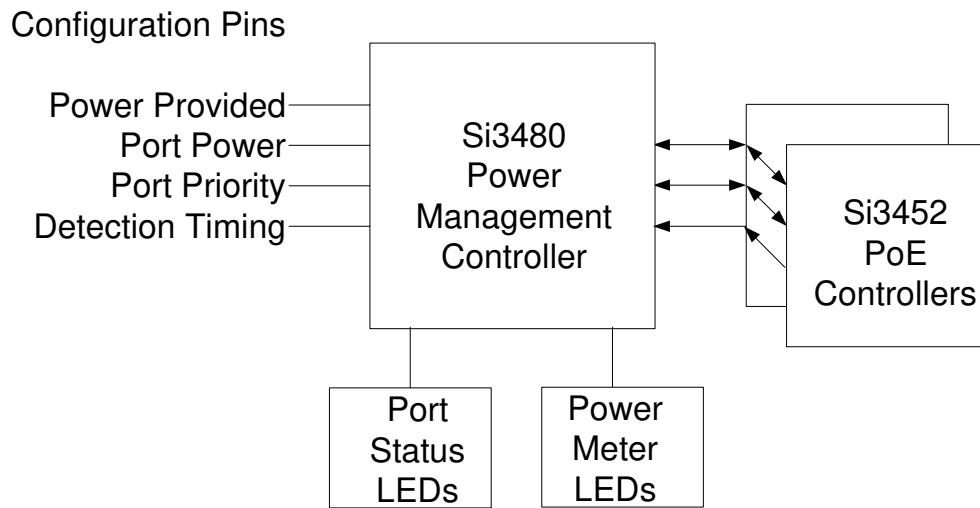 Configuration Pins
Power Provided
Port Power
Port Priority
Detection Timing
Si3480
Power
Management
Controller
Si3452
PoE
Controllers
Port
Status
LEDs
Power
Meter
LEDs